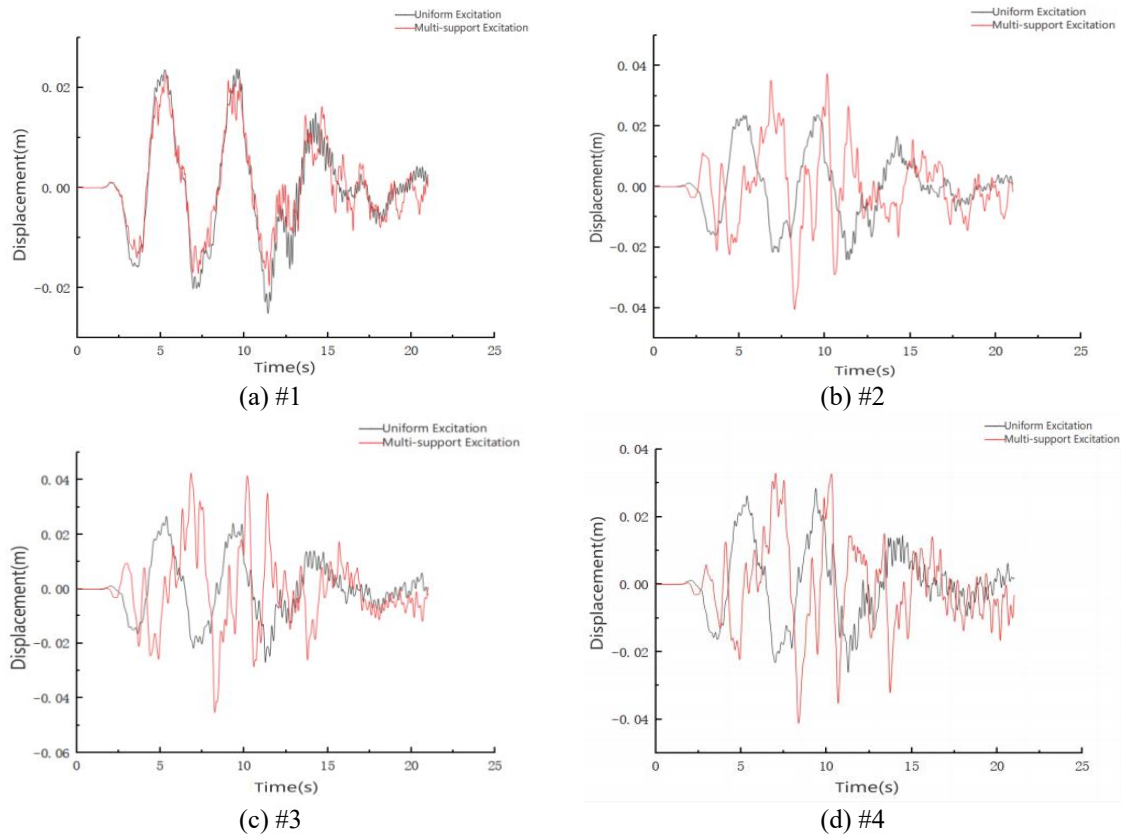 Uniform Excitation
Multi-support Excitation
0.02
0.00
−0.02
Displacement(m)
0 5 10 15 20 25
Time(s)
(a) #1
Uniform Excitation
Multi-support Excitation
0.04
0.02
0.00
−0.02
−0.04
Displacement(m)
0 5 10 15 20 25
Time(s)
(b) #2
Uniform Excitation
Multi-support Excitation
0.04
0.02
0.00
−0.02
−0.04
−0.06
Displacement(m)
0 5 10 15 20 25
Time(s)
(c) #3
Uniform Excitation
Multi-support Excitation
0.04
0.02
0.00
−0.02
−0.04
Displacement(m)
0 5 10 15 20 25
Time(s)
(d) #4